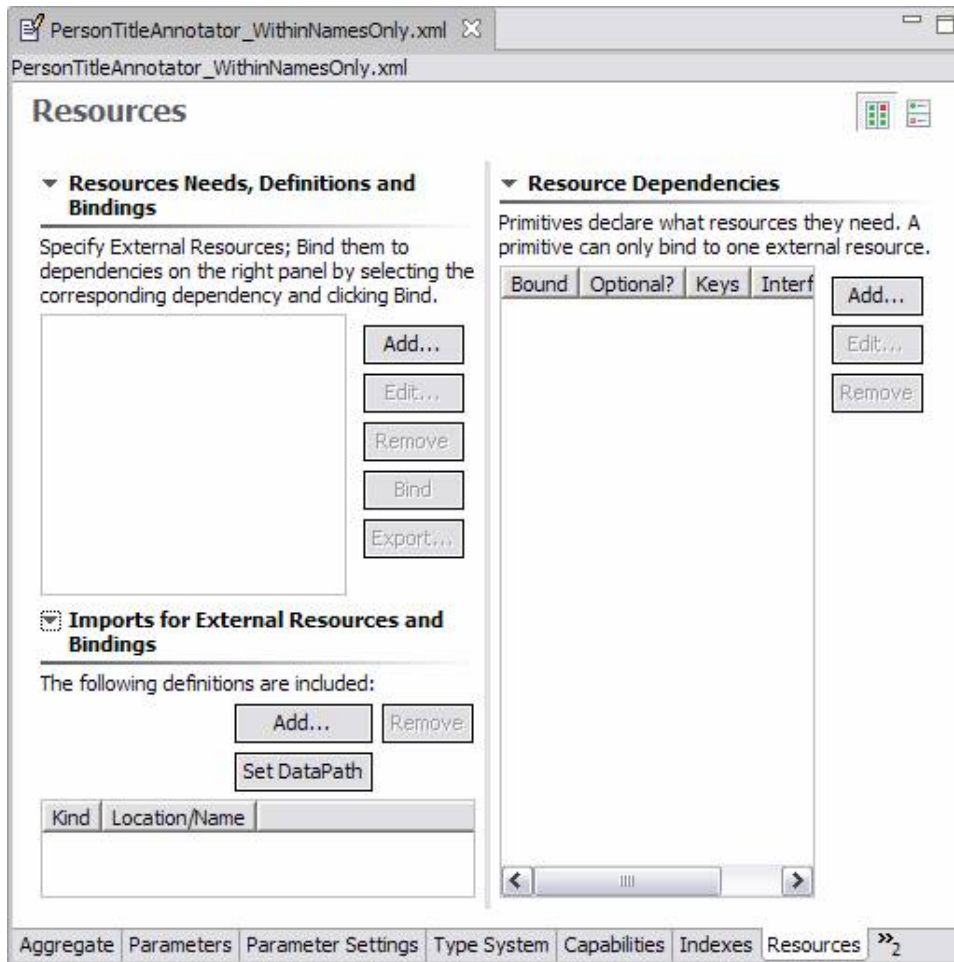 PersonTitleAnnotator_WithinNamesOnly.xml
PersonTitleAnnotator_WithinNamesOnly.xml
Resources
Resources Needs, Definitions and
Bindings
Specify External Resources; Bind them to
dependencies on the right panel by selecting the
corresponding dependency and clicking Bind.
Add...
Edit...
Remove
Bind
Export...
Imports for External Resources and
Bindings
The following definitions are included:
Add... Remove
Set DataPath
Kind Location/Name
Resource Dependencies
Primitives declare what resources they need. A
primitive can only bind to one external resource.
Bound Optional? Keys Interf
Add...
Edit...
Remove
Aggregate Parameters Parameter Settings Type System Capabilities Indexes Resources »2